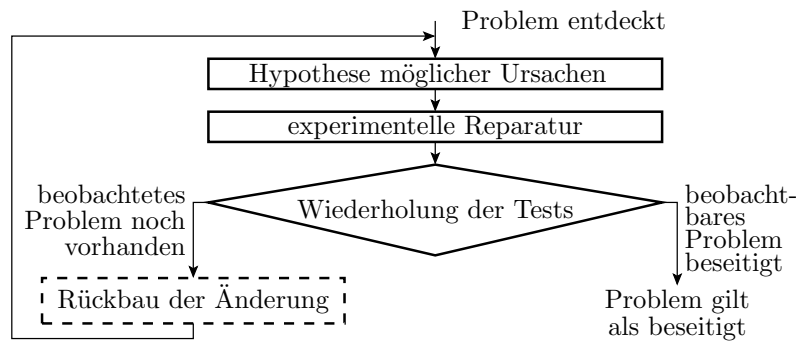 Problem entdeckt
Hypothese möglicher Ursachen
experimentelle Reparatur
Wiederholung der Tests
beobachtetes
Problem noch
vorhanden
beobacht-
bares
Problem
beseitigt
Rückbau der Änderung
Problem gilt
als beseitigt